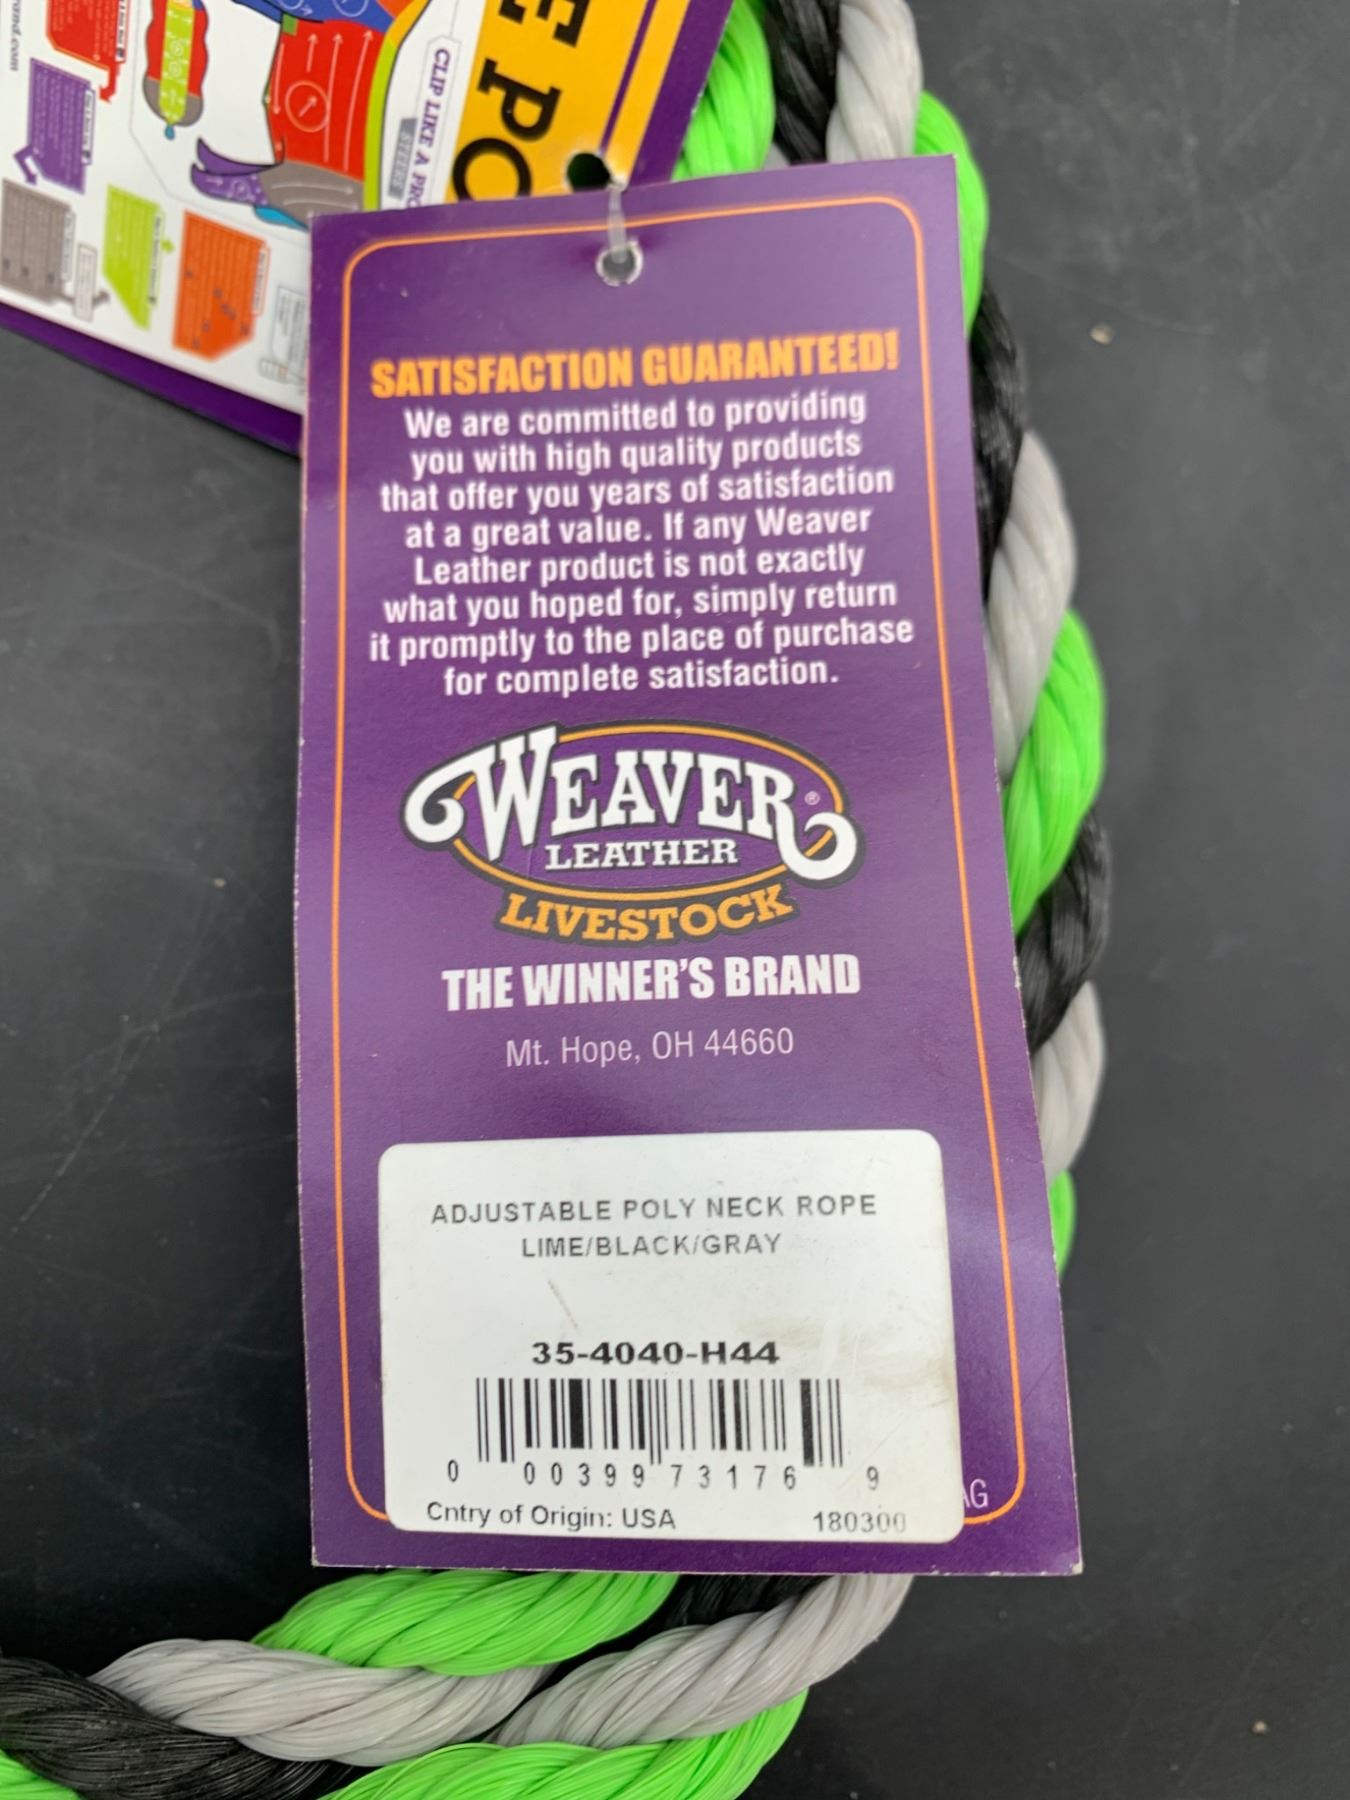 E PO
CLIP LIKE A PRO
SATISFACTION GUARANTEED!
We are committed to providing
you with high quality products
that offer you years of satisfaction
at a great value. If any Weaver
Leather product is not exactly
what you hoped for, simply return
it promptly to the place of purchase
for complete satisfaction.
WEAVER®
LEATHER
LIVESTOCK
THE WINNER'S BRAND
Mt. Hope, OH 44660
ADJUSTABLE POLY NECK ROPE
LIME/BLACK/GRAY
35-4040-H44
0 00399 73176 9
Cntry of Origin: USA 180300
AG